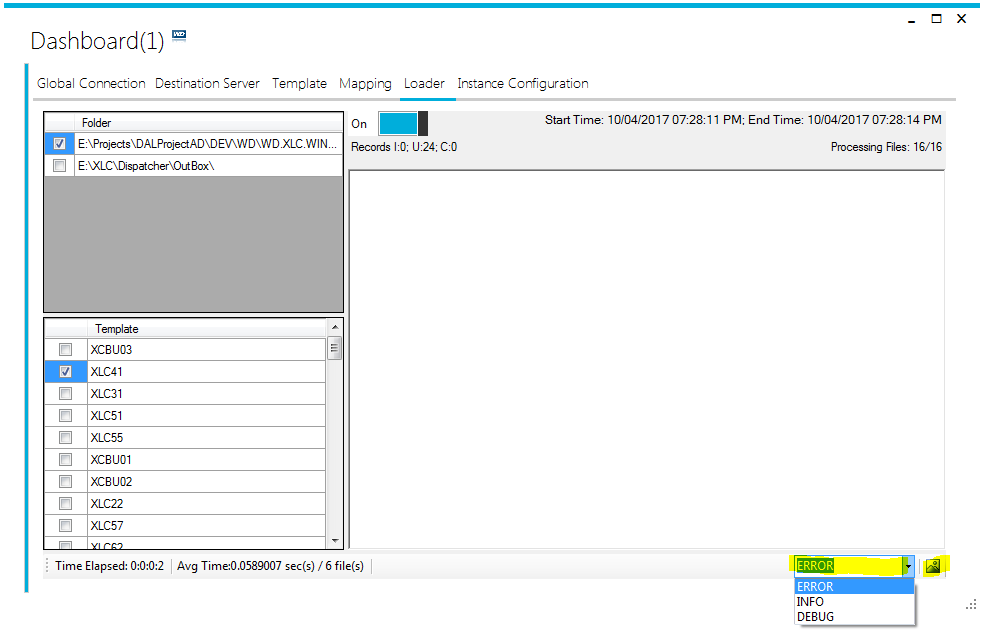 Dashboard(1) WD
Global Connection Destination Server Template Mapping Loader Instance Configuration
Folder
E:\Projects\DALProjectAD\DEV\WD\WD.XLC.WIN...
E:\XLC\Dispatcher\OutBox\
On
Start Time: 10/04/2017 07:28:11 PM; End Time: 10/04/2017 07:28:14 PM
Records I:0; U:24; C:0
Processing Files: 16/16
Template
XCBU03
XLC41
XLC31
XLC51
XLC55
XCBU01
XCBU02
XLC22
XLC57
XLC62
Time Elapsed: 0:0:0:2 Avg Time:0.0589007 sec(s) / 6 file(s)
ERROR
ERROR
INFO
DEBUG